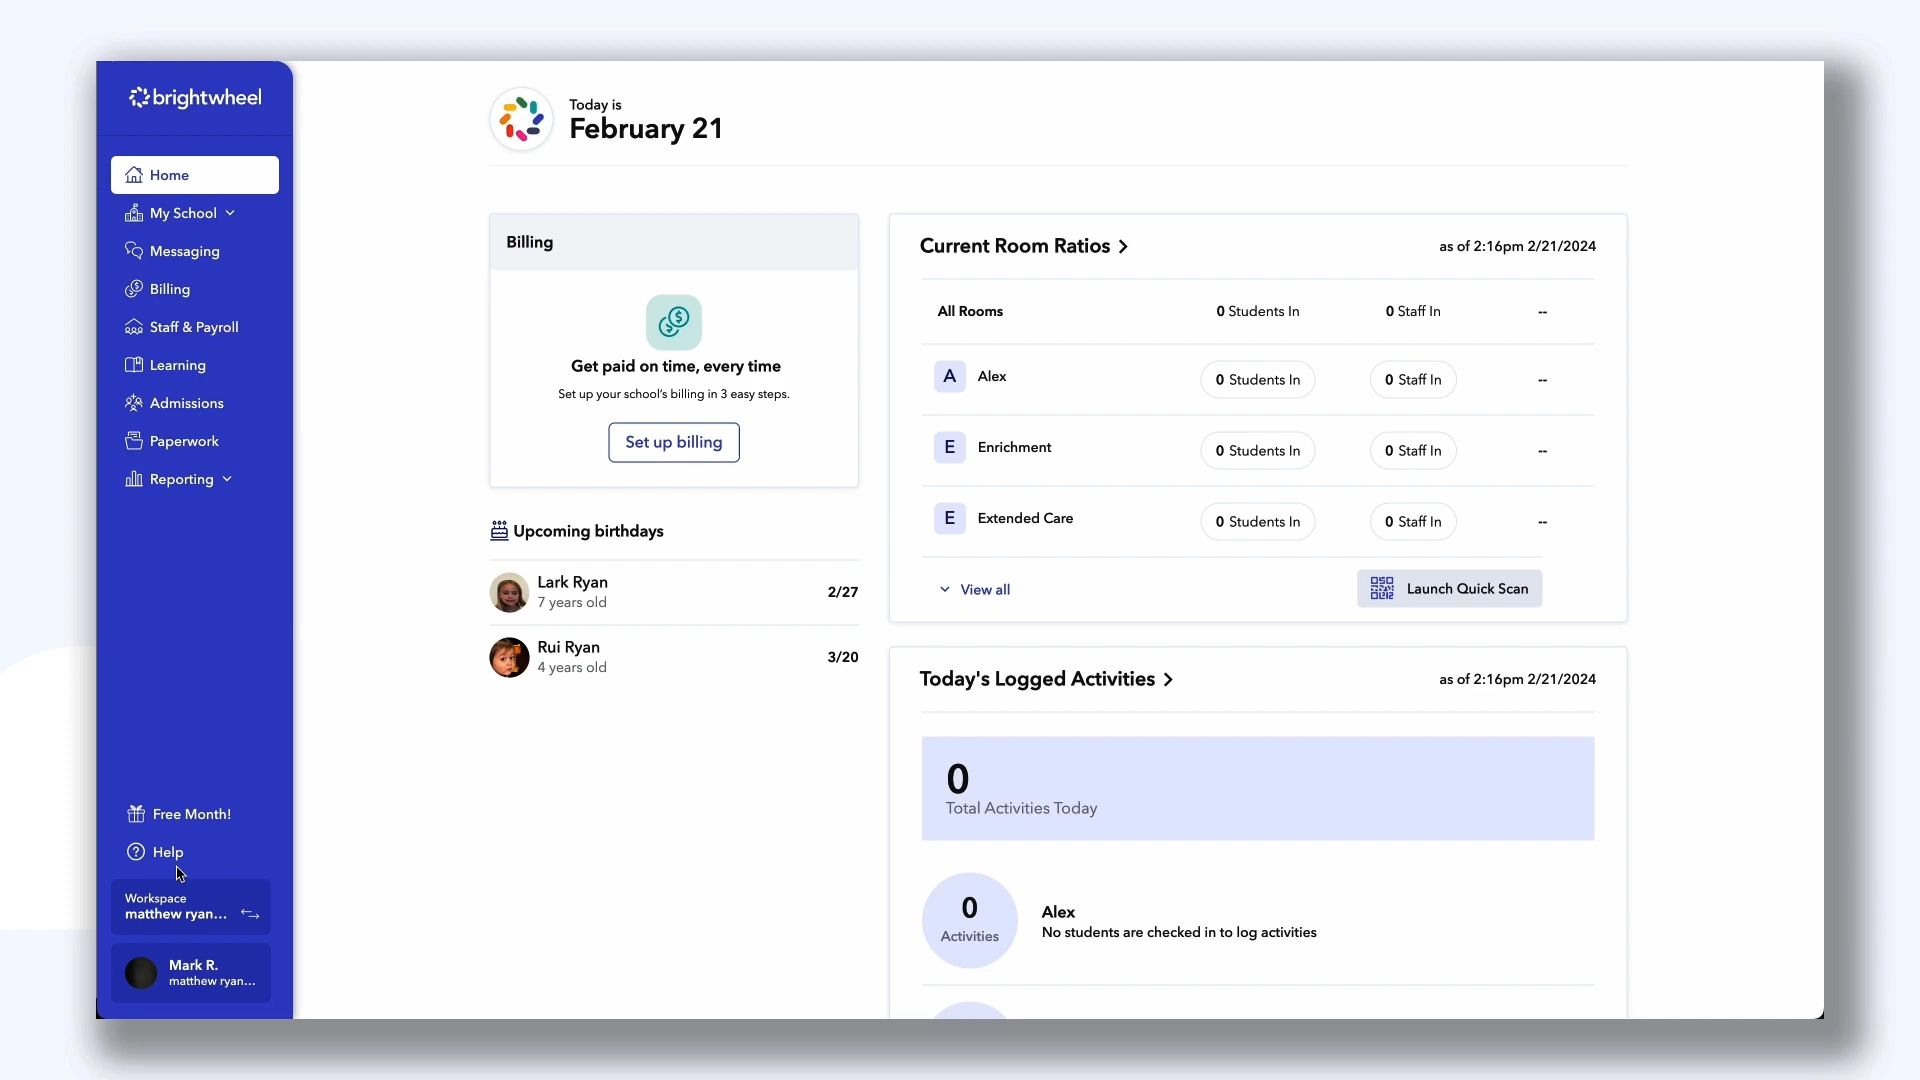 brightwheel
Home
My School
Messaging
Billing
Staff & Payroll
Learning
Admissions
Paperwork
Reporting
Free Month!
Help
Workspace
matthew ryan...
Mark R.
matthew ryan...
Today is
February 21
Billing
Get paid on time, every time
Set up your school's billing in 3 easy steps.
Set up billing
Upcoming birthdays
Lark Ryan 2/27
7 years old
Rui Ryan 3/20
4 years old
Current Room Ratios as of 2:16pm 2/21/2024
All Rooms 0 Students In 0 Staff In --
A Alex 0 Students In 0 Staff In --
E Enrichment 0 Students In 0 Staff In --
E Extended Care 0 Students In 0 Staff In --
View all Launch Quick Scan
Today's Logged Activities as of 2:16pm 2/21/2024
0
Total Activities Today
0
Activities
Alex
No students are checked in to log activities